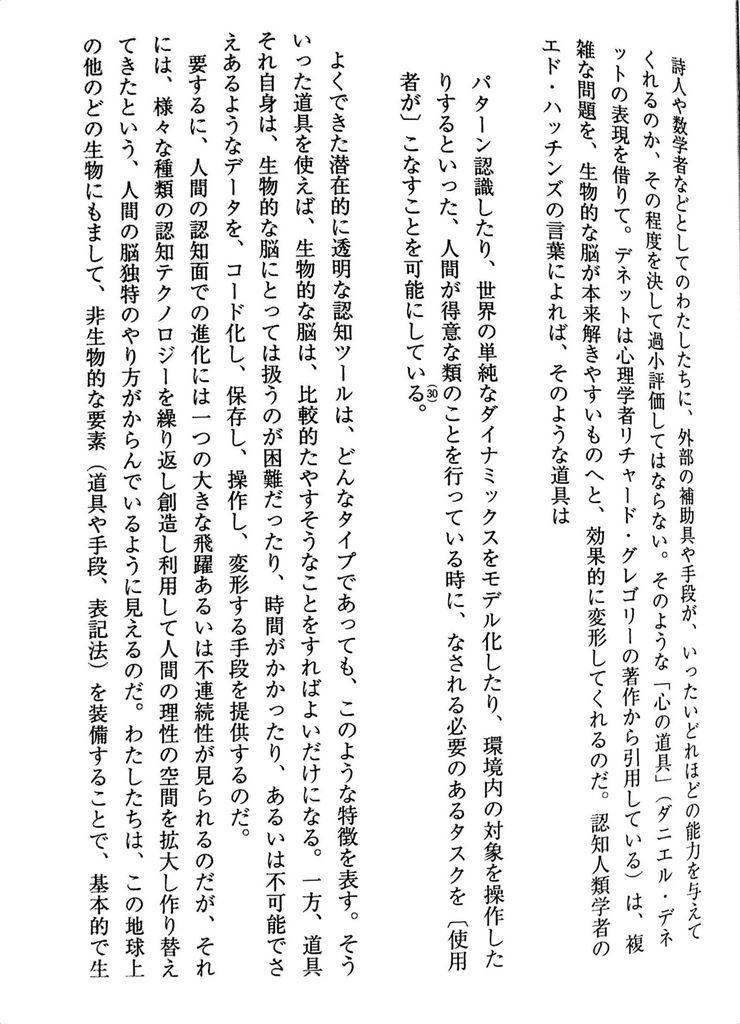 詩人や数学者などとしてのわたしたちに、外部の補助具や手段が、いったいどれほどの能力を与えて
くれるのか、その程度を決して過小評価してはならない。そのような「心の道具」（ダニエル・デネ
ットの表現を借りて。デネットは心理学者リチャード・グレゴリーの著作から引用している）は、複
雑な問題を、生物的な脳が本来解きやすいものへと、効果的に変形してくれるのだ。認知人類学者の
エド・ハッチンズの言葉によれば、そのような道具は
パターン認識したり、世界の単純なダイナミックスをモデル化したり、環境内の対象を操作した
りするといった、人間が得意な類のことを行っている時に、なされる必要のあるタスクを〔使用
者が〕こなすことを可能にしている。(30)
よくできた潜在的に透明な認知ツールは、どんなタイプであっても、このような特徴を表す。そう
いった道具を使えば、生物的な脳は、比較的たやすそうなことをすればよいだけになる。一方、道具
それ自身は、生物的な脳にとっては扱うのが困難だったり、時間がかかったり、あるいは不可能でさ
えあるようなデータを、コード化し、保存し、操作し、変形する手段を提供するのだ。
要するに、人間の認知面での進化には一つの大きな飛躍あるいは不連続性が見られるのだが、それ
には、様々な種類の認知テクノロジーを繰り返し創造し利用して人間の理性の空間を拡大し作り替え
てきたという、人間の脳独特のやり方がからんでいるように見えるのだ。わたしたちは、この地球上
の他のどの生物にもまして、非生物的な要素（道具や手段、表記法）を装備することで、基本的で生